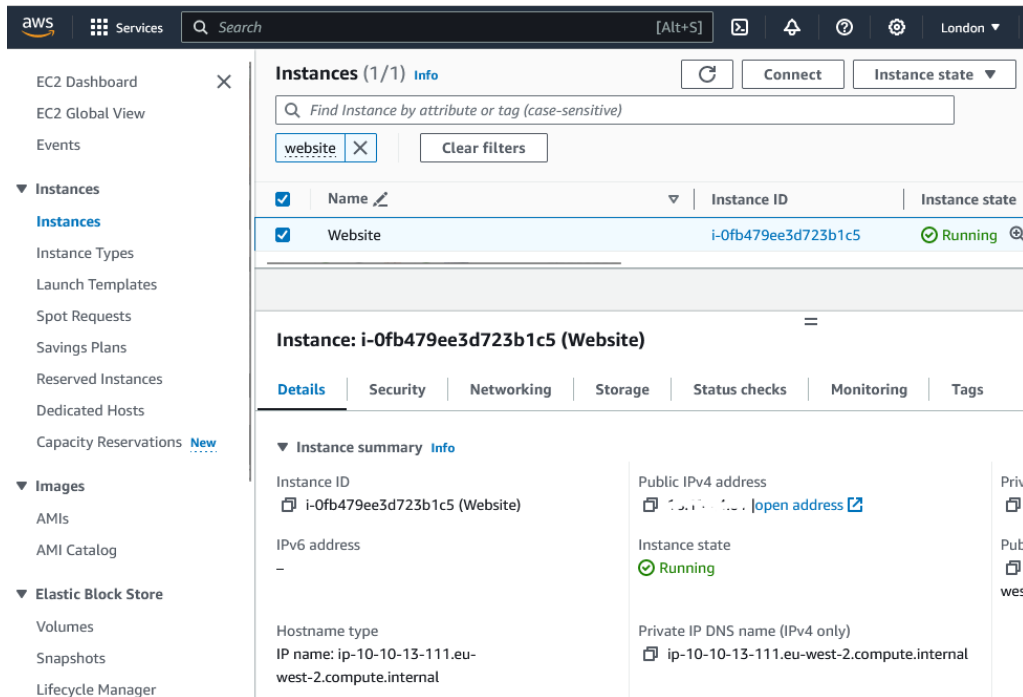 aws
Services
Search
[Alt+S]
London
EC2 Dashboard
EC2 Global View
Events
Instances
Instances
Instance Types
Launch Templates
Spot Requests
Savings Plans
Reserved Instances
Dedicated Hosts
Capacity Reservations New
Images
AMIs
AMI Catalog
Elastic Block Store
Volumes
Snapshots
Lifecycle Manager
Instances (1/1) Info
Connect
Instance state
Find Instance by attribute or tag (case-sensitive)
website
Clear filters
Name
Instance ID
Instance state
Website
i-0fb479ee3d723b1c5
Running
Instance: i-0fb479ee3d723b1c5 (Website)
Details
Security
Networking
Storage
Status checks
Monitoring
Tags
Instance summary Info
Instance ID
i-0fb479ee3d723b1c5 (Website)
Public IPv4 address
open address
IPv6 address
–
Instance state
Running
Hostname type
IP name: ip-10-10-13-111.eu-
west-2.compute.internal
Private IP DNS name (IPv4 only)
ip-10-10-13-111.eu-west-2.compute.internal